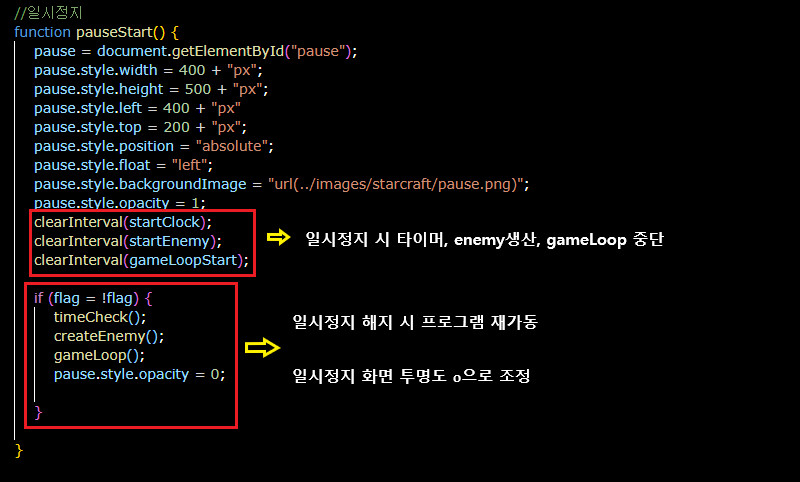 //일시정지
function pauseStart() {
pause = document.getElementById("pause");
pause.style.width = 400 + "px";
pause.style.height = 500 + "px";
pause.style.left = 400 + "px"
pause.style.top = 200 + "px";
pause.style.position = "absolute";
pause.style.float = "left";
pause.style.backgroundImage = "url(../images/starcraft/pause.png)";
pause.style.opacity = 1;
clearInterval(startClock);
clearInterval(startEnemy);
clearInterval(gameLoopStart);
일시정지 시 타이머, enemy생산, gameLoop 중단
if (flag = !flag) {
timeCheck();
createEnemy();
gameLoop();
pause.style.opacity = 0;
}
일시정지 해지 시 프로그램 재가동
일시정지 화면 투명도 0으로 조정
}